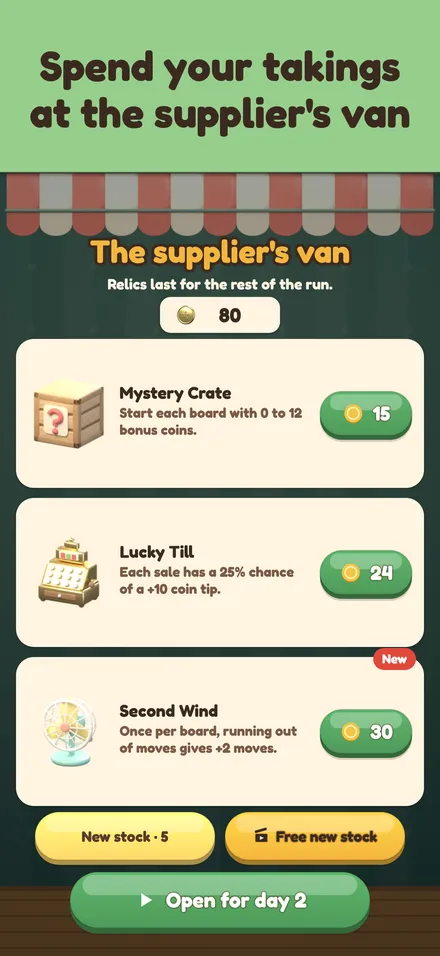 Spend your takings
at the supplier's van
The supplier's van
Relics last for the rest of the run.
80
Mystery Crate
Start each board with 0 to 12
bonus coins.
15
?
Lucky Till
Each sale has a 25% chance
of a +10 coin tip.
24
New
Second Wind
Once per board, running out
of moves gives +2 moves.
30
New stock · 5
Free new stock
Open for day 2